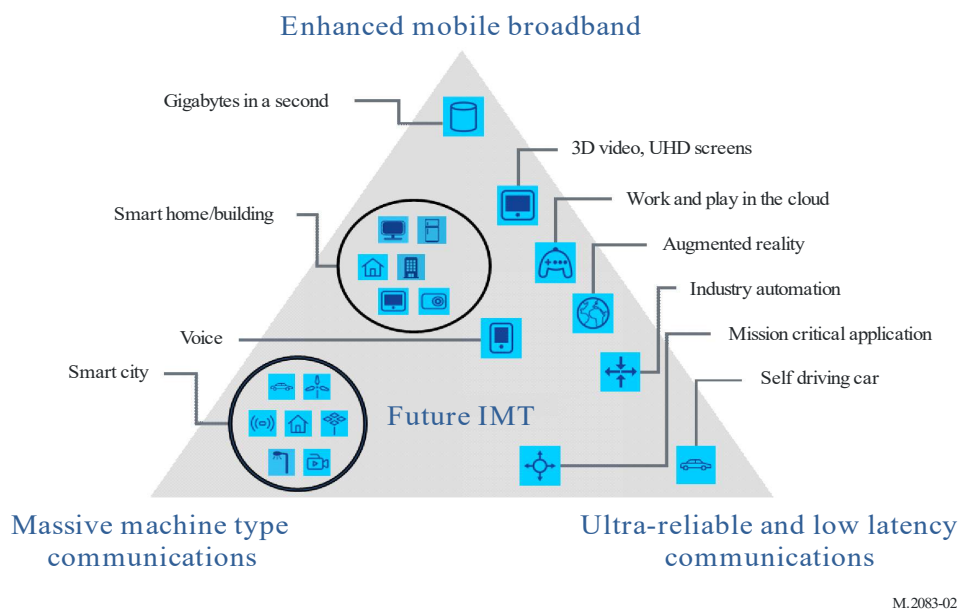 Enhanced mobile broadband
Gigabytes in a second
3D video, UHD screens
Smart home/building
Work and play in the cloud
Augmented reality
Industry automation
Voice
Mission critical application
Smart city
Self driving car
Future IMT
Massive machine type
communications
Ultra-reliable and low latency
communications
M.2083-02